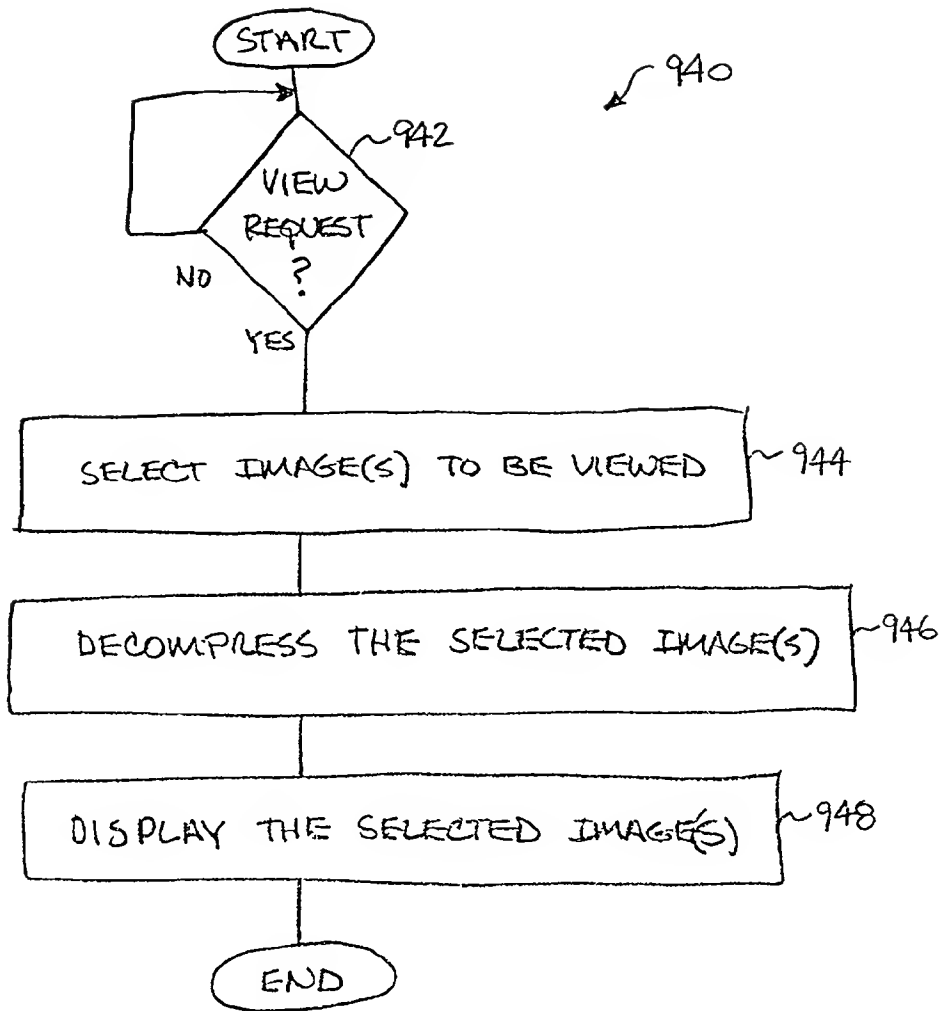 START
940
942
VIEW
REQUEST
?
NO
YES
SELECT IMAGE(S) TO BE VIEWED
944
DECOMPRESS THE SELECTED IMAGE(S)
946
DISPLAY THE SELECTED IMAGE(S)
948
END